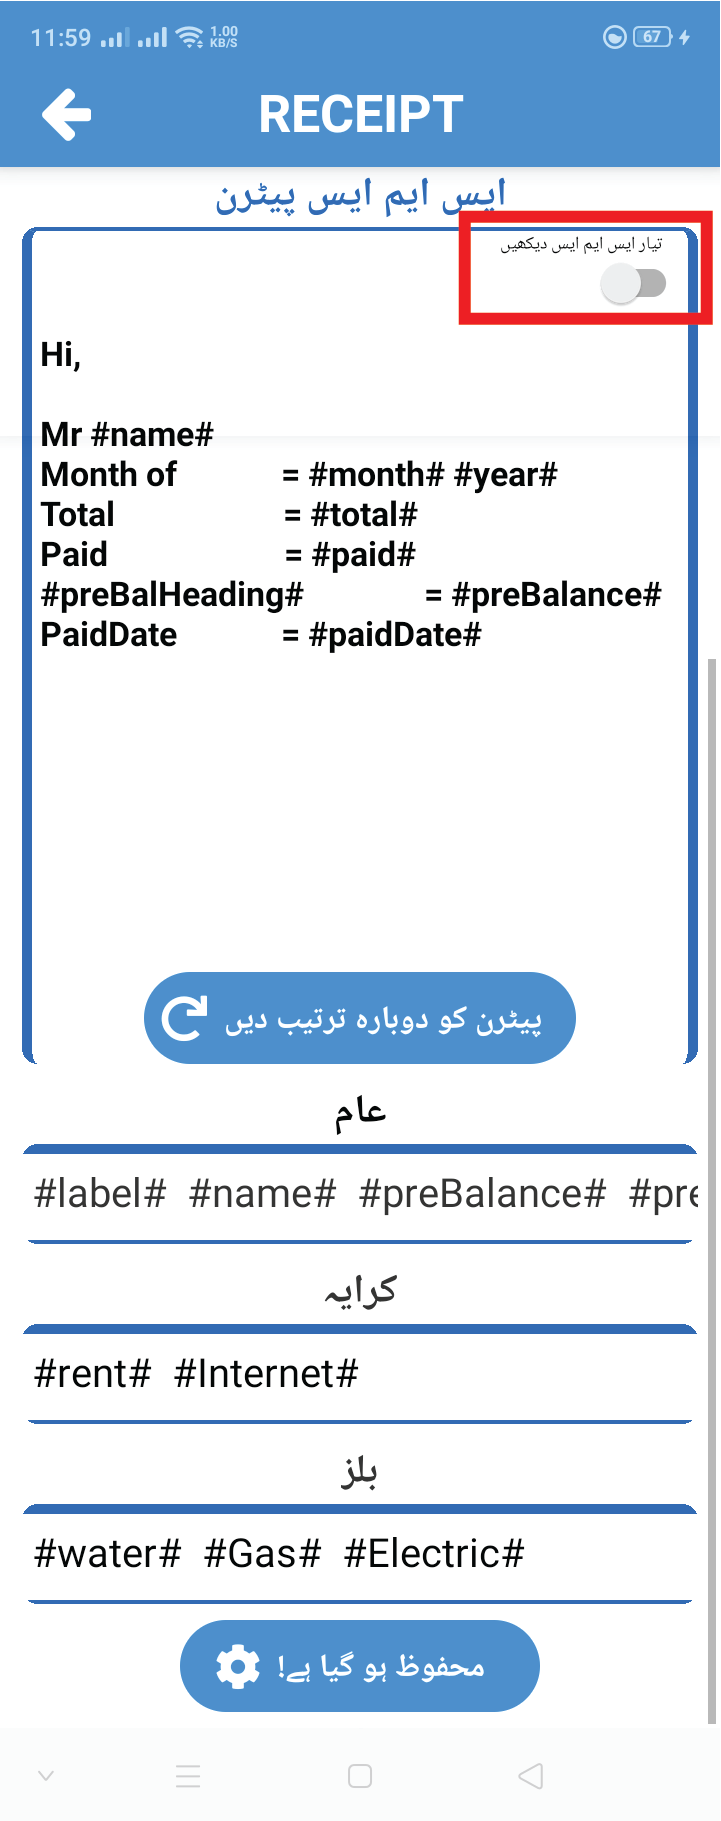 11:59 1.00 KB/S 67
RECEIPT
ایس ایم ایس پیٹرن
تیار ایس ایم ایس دیکھیں
Hi,
Mr #name#
Month of = #month# #year#
Total = #total#
Paid = #paid#
#preBalHeading# = #preBalance#
PaidDate = #paidDate#
پیٹرن کو دوبارہ ترتیب دیں
عام
#label# #name# #preBalance# #pre
کرایہ
#rent# #Internet#
بلز
#water# #Gas# #Electric#
محفوظ ہو گیا ہے!